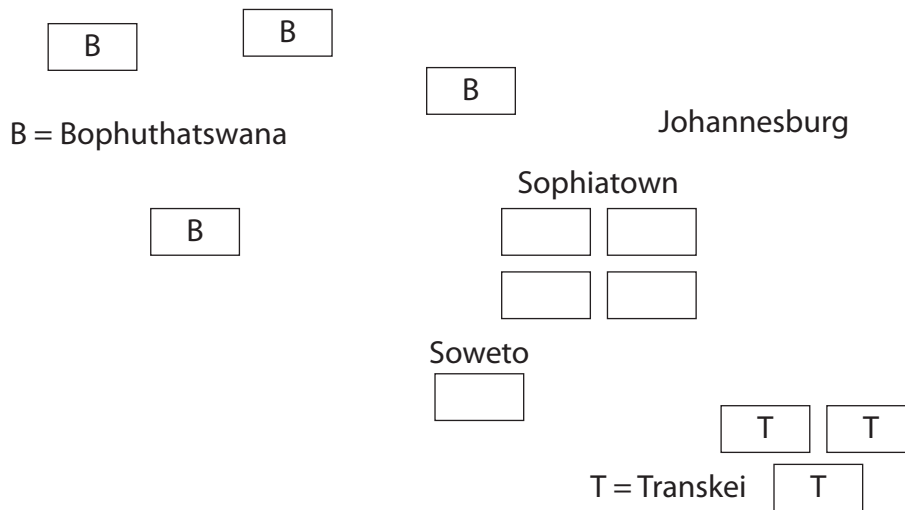 B
B
B
B = Bophuthatswana
Johannesburg
Sophiatown
B
Soweto
T
T
T = Transkei
T